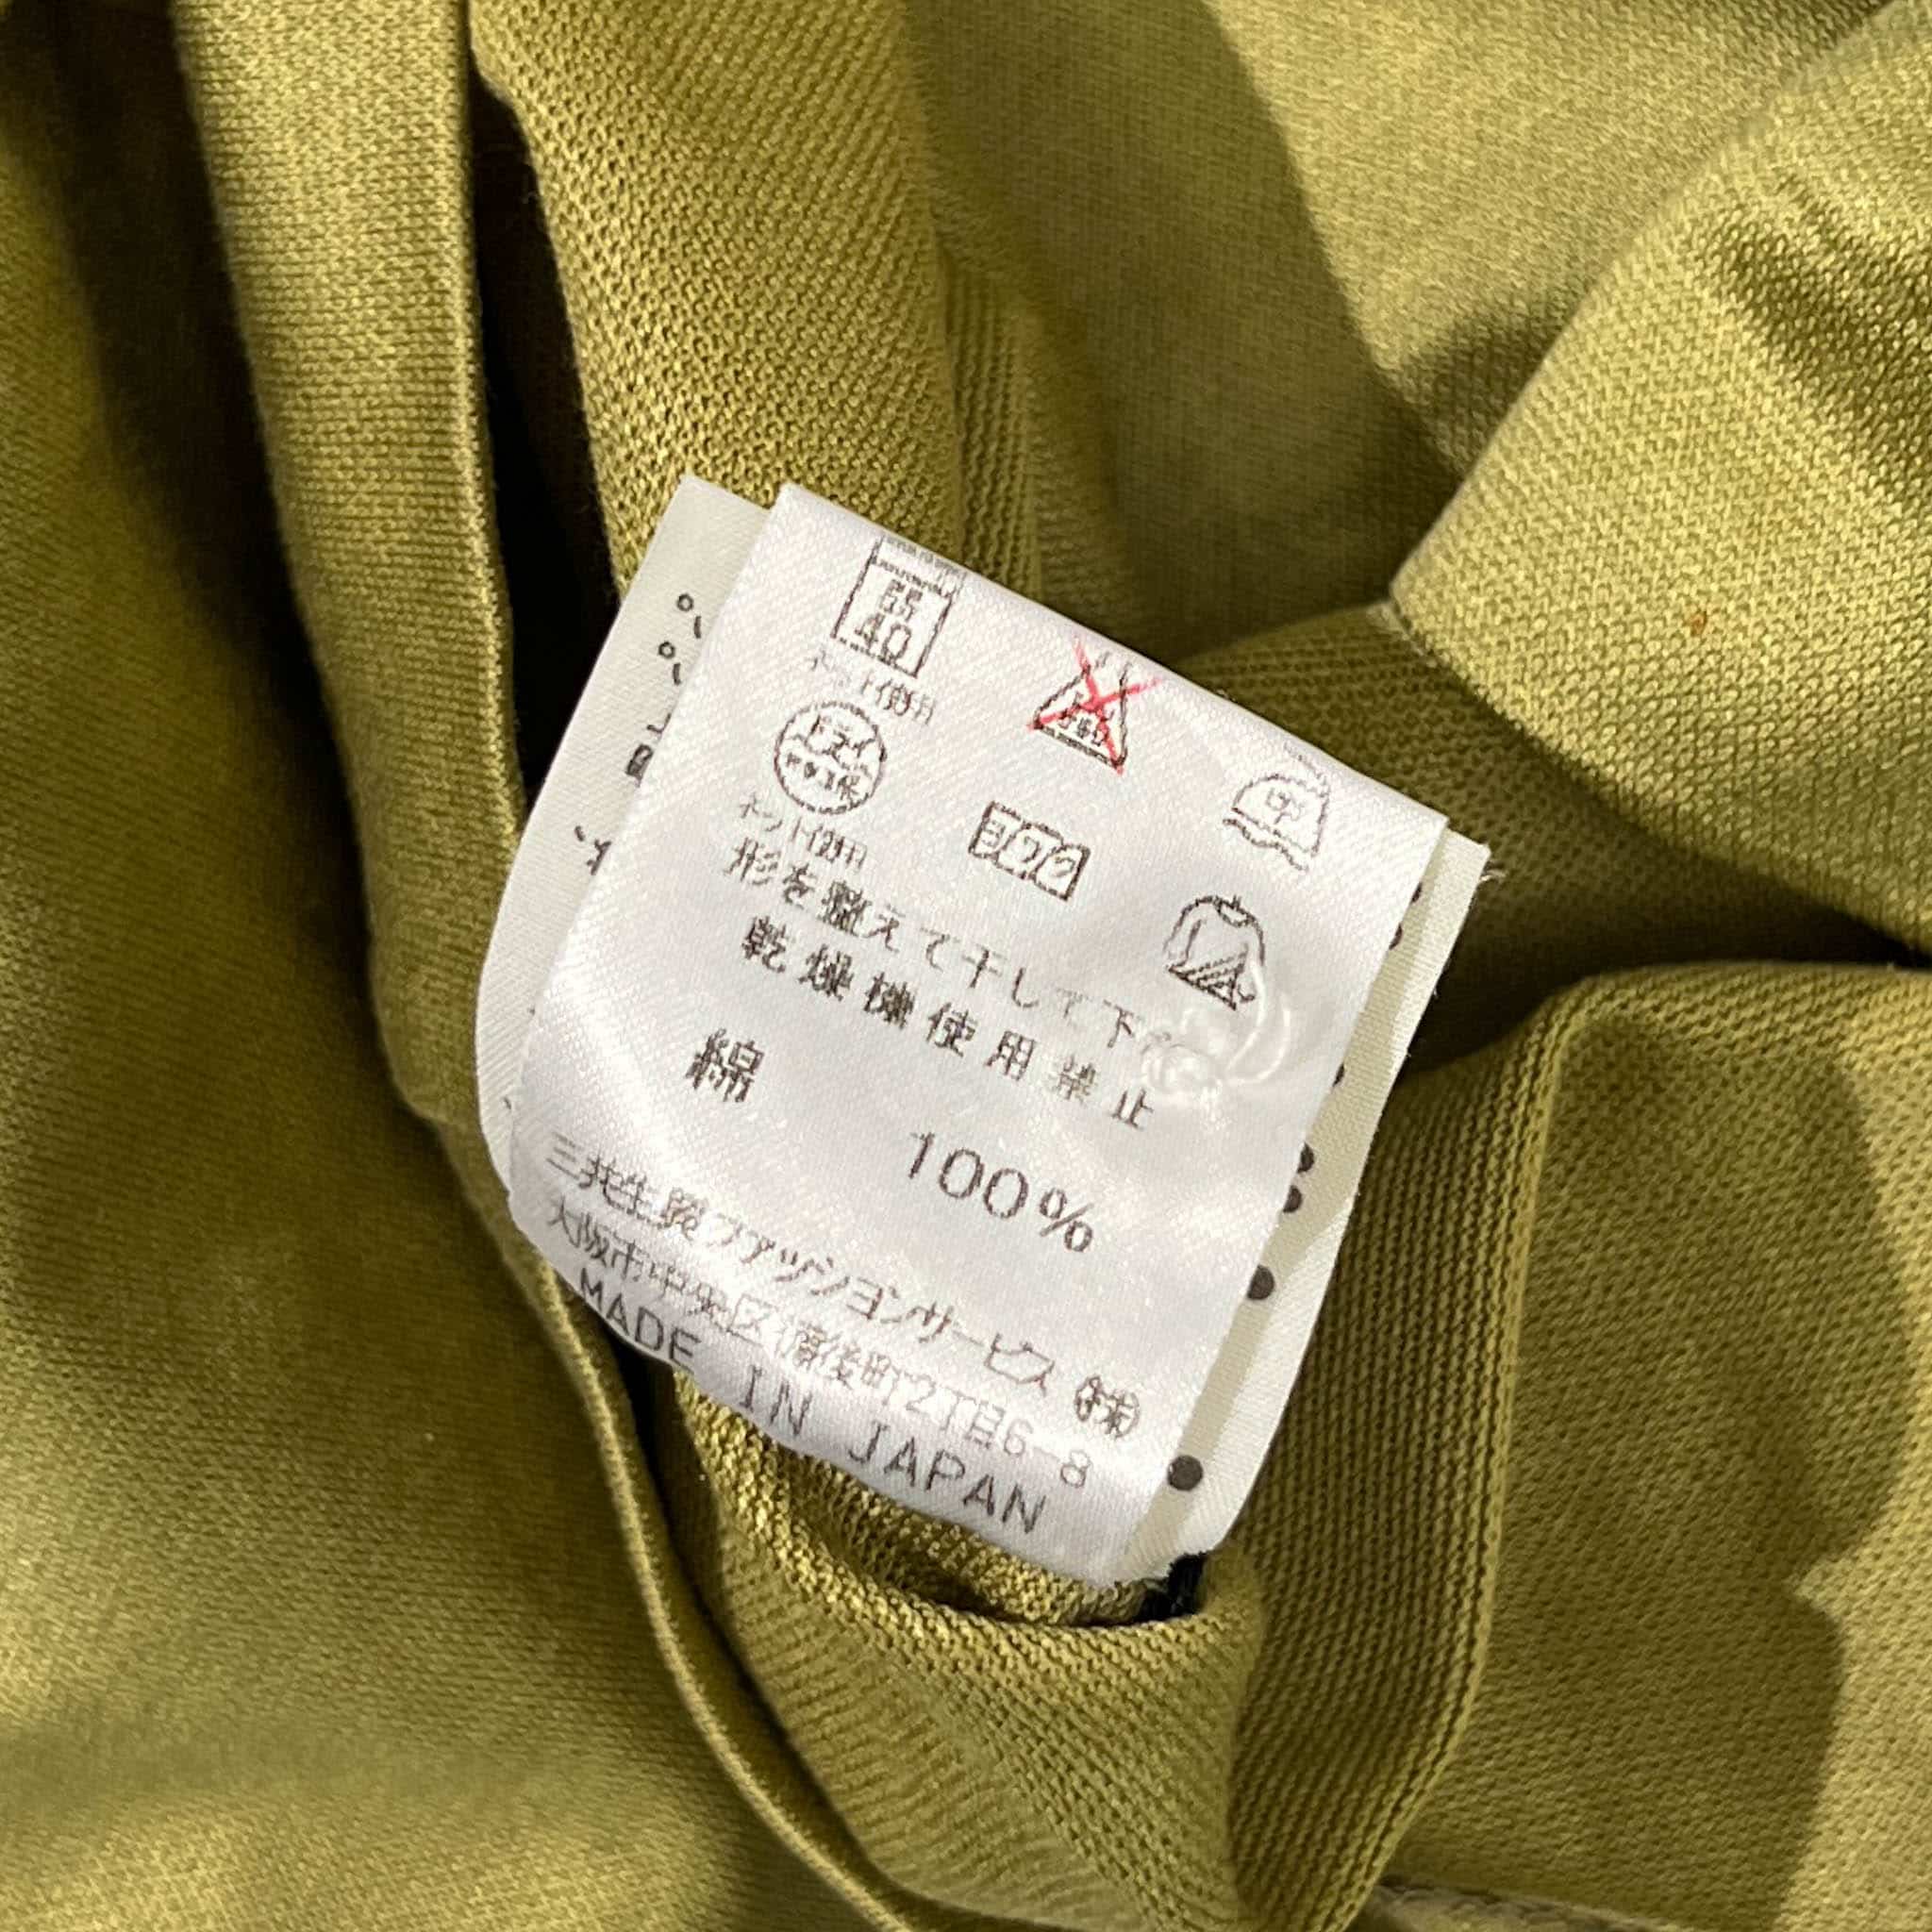 40
ネット使用
ドライ
ネット使用
中
形を整えて干して下
乾燥機使用禁止
綿 100%
三共生興ファッションサービス㈱
大阪市中央区備後町2丁目6-8
MADE IN JAPAN